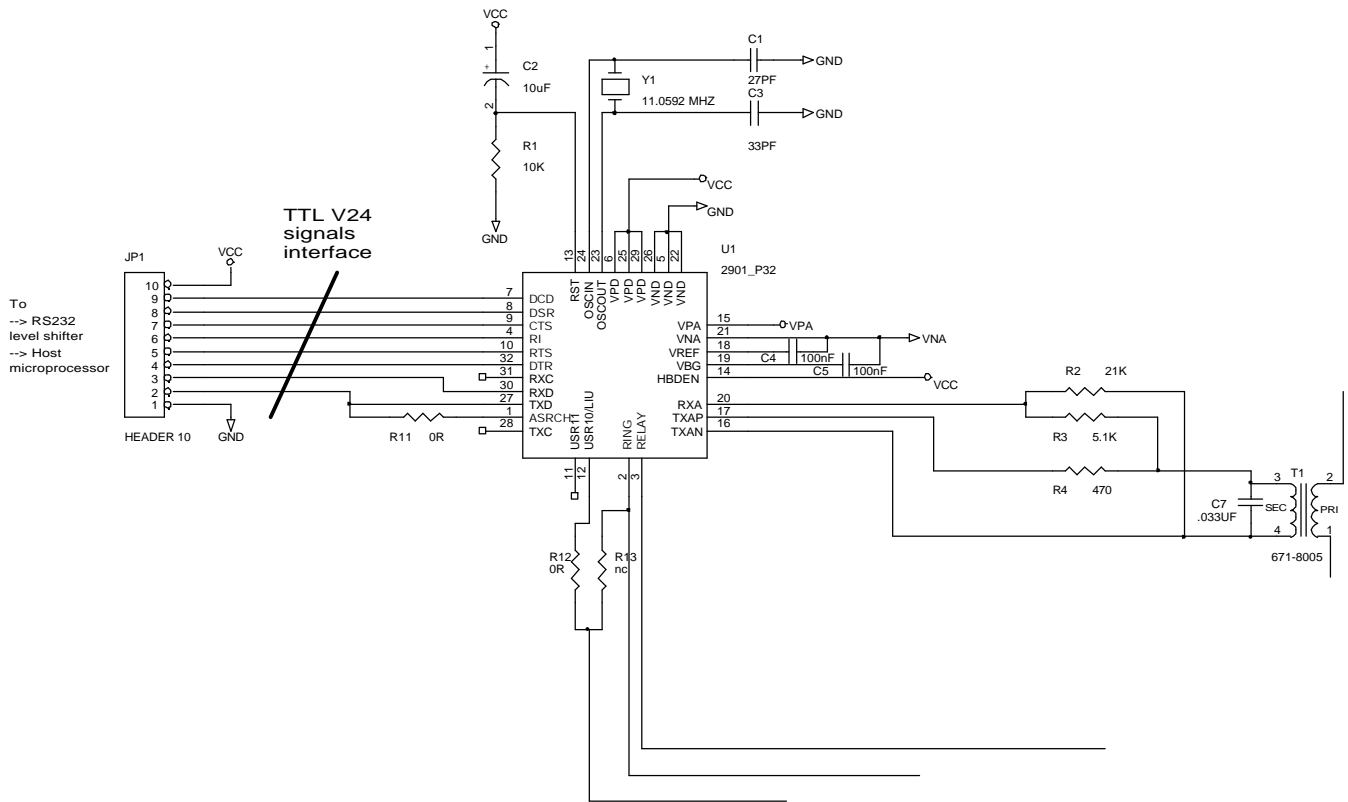 VCC
1
+
C2
10uF
2
R1
10K
GND
C1
27PF
GND
Y1
11.0592 MHZ
C3
33PF
GND
VCC
GND
TTL V24
signals
interface
U1
2901_P32
JP1
VCC
10
9
8
7
6
5
4
3
2
1
HEADER 10
GND
To
--> RS232
level shifter
--> Host
microprocessor
R11 0R
7 DCD
8 DSR
9 CTS
4 RI
10 RTS
32 DTR
31 RXC
30 RXD
27 TXD
1 ASRCH
28 TXC
13 RST
24 OSCIN
23 OSCOUT
6 VPD
25 VPD
29 VPD
26 VND
5 VND
22 VND
VPA 15
VNA 21
VREF 18
VBG 19
HBDEN 14
RXA 20
TXAP 17
TXAN 16
USR11 11
USR10/LIU 12
RING 2
RELAY 3
VPA
VNA
C4 100nF
C5 100nF
VCC
R2 21K
R3 5.1K
R4 470
C7
.033UF
T1
3
4
SEC
PRI
2
1
671-8005
R12
0R
R13
nc